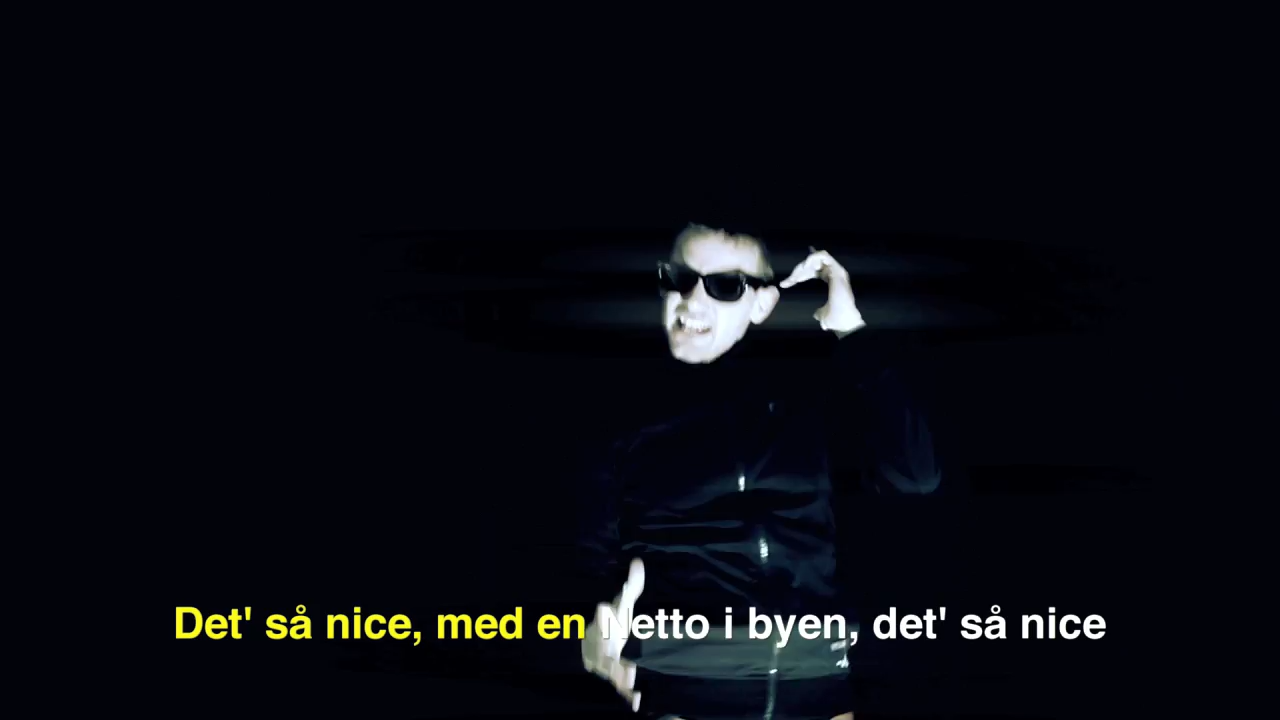 Det' så nice, med en Netto i byen, det' så nice